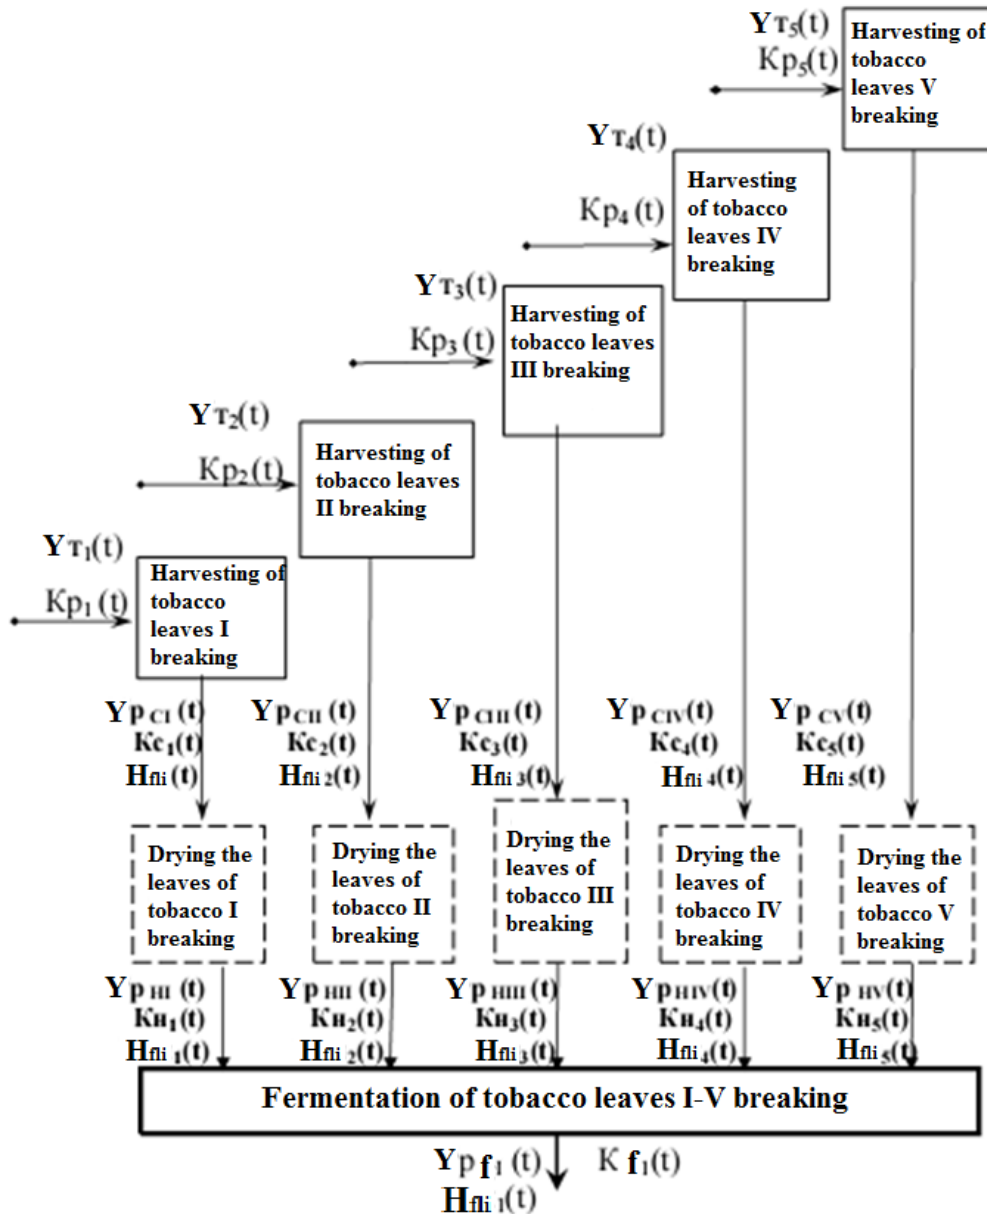 Yт₅(t)
Kp₅(t)
Harvesting of
tobacco
leaves V
breaking
Yт₄(t)
Kp₄ (t)
Harvesting
of tobacco
leaves IV
breaking
Yт₃(t)
Kp₃ (t)
Harvesting of
tobacco leaves
III breaking
Yт₂(t)
Kp₂(t)
Harvesting of
tobacco leaves
II breaking
Yт₁(t)
Kp₁ (t)
Harvesting of
tobacco
leaves I
breaking
Yp CI (t)
Kc₁(t)
Hfli (t)
Yp CII (t)
Kc₂(t)
Hfli 2(t)
Yp CIII (t)
Kc₃(t)
Hfli 3(t)
Yp CIV(t)
Kc₄(t)
Hfli 4(t)
Yp CV(t)
Kc₅(t)
Hfli 5(t)
Drying the
leaves of
tobacco I
breaking
Drying the
leaves of
tobacco II
breaking
Drying the
leaves of
tobacco III
breaking
Drying the
leaves of
tobacco IV
breaking
Drying the
leaves of
tobacco V
breaking
Yp HI (t)
Kн₁(t)
Hfli 1(t)
Yp HII (t)
Kн₂(t)
Hfli 2(t)
Yp HIII (t)
Kн₃(t)
Hfli 3(t)
Yp HIV(t)
Kн₄(t)
Hfli 4(t)
Yp HV(t)
Kн₅(t)
Hfli 5(t)
Fermentation of tobacco leaves I-V breaking
Yp f₁ (t) K f₁(t)
Hfli 1(t)